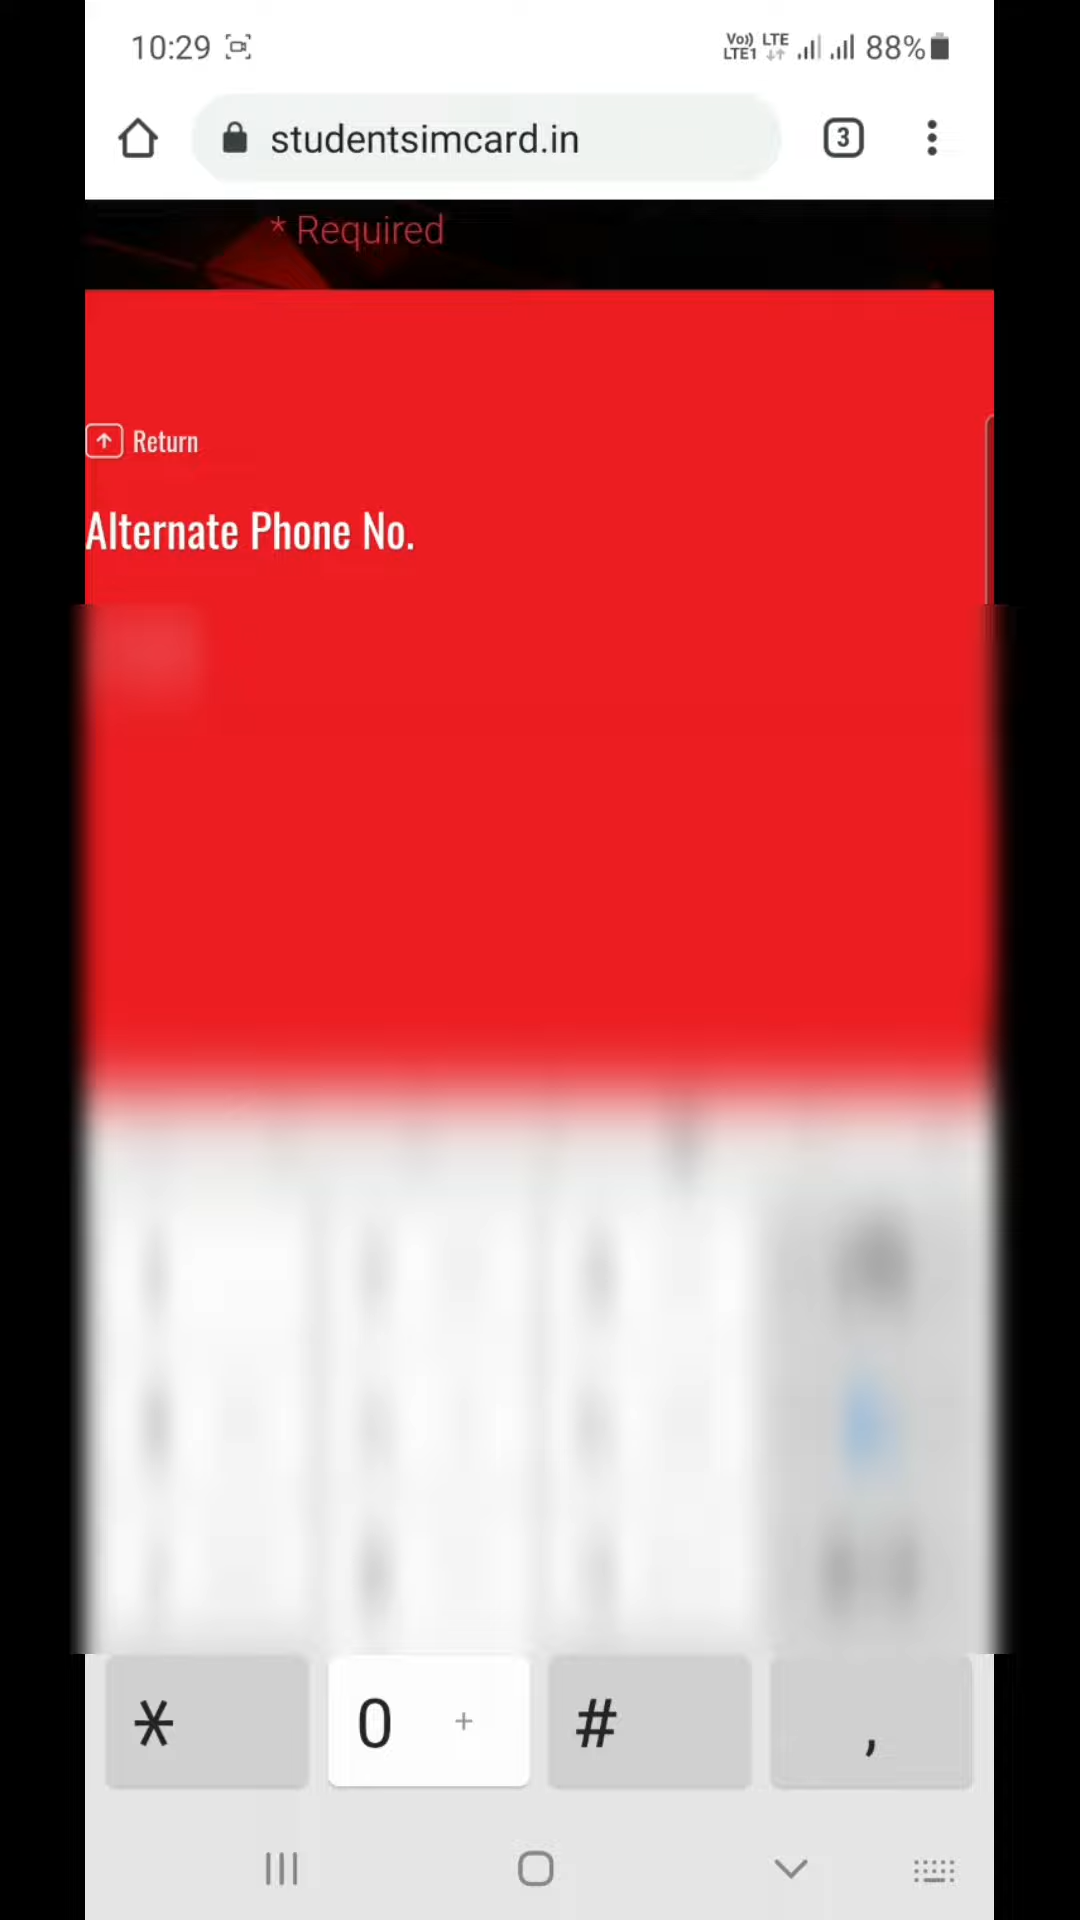 10:29
Vo)) LTE
LTE1
88%
studentsimcard.in
3
* Required
Return
Alternate Phone No.
* 0 + # ,